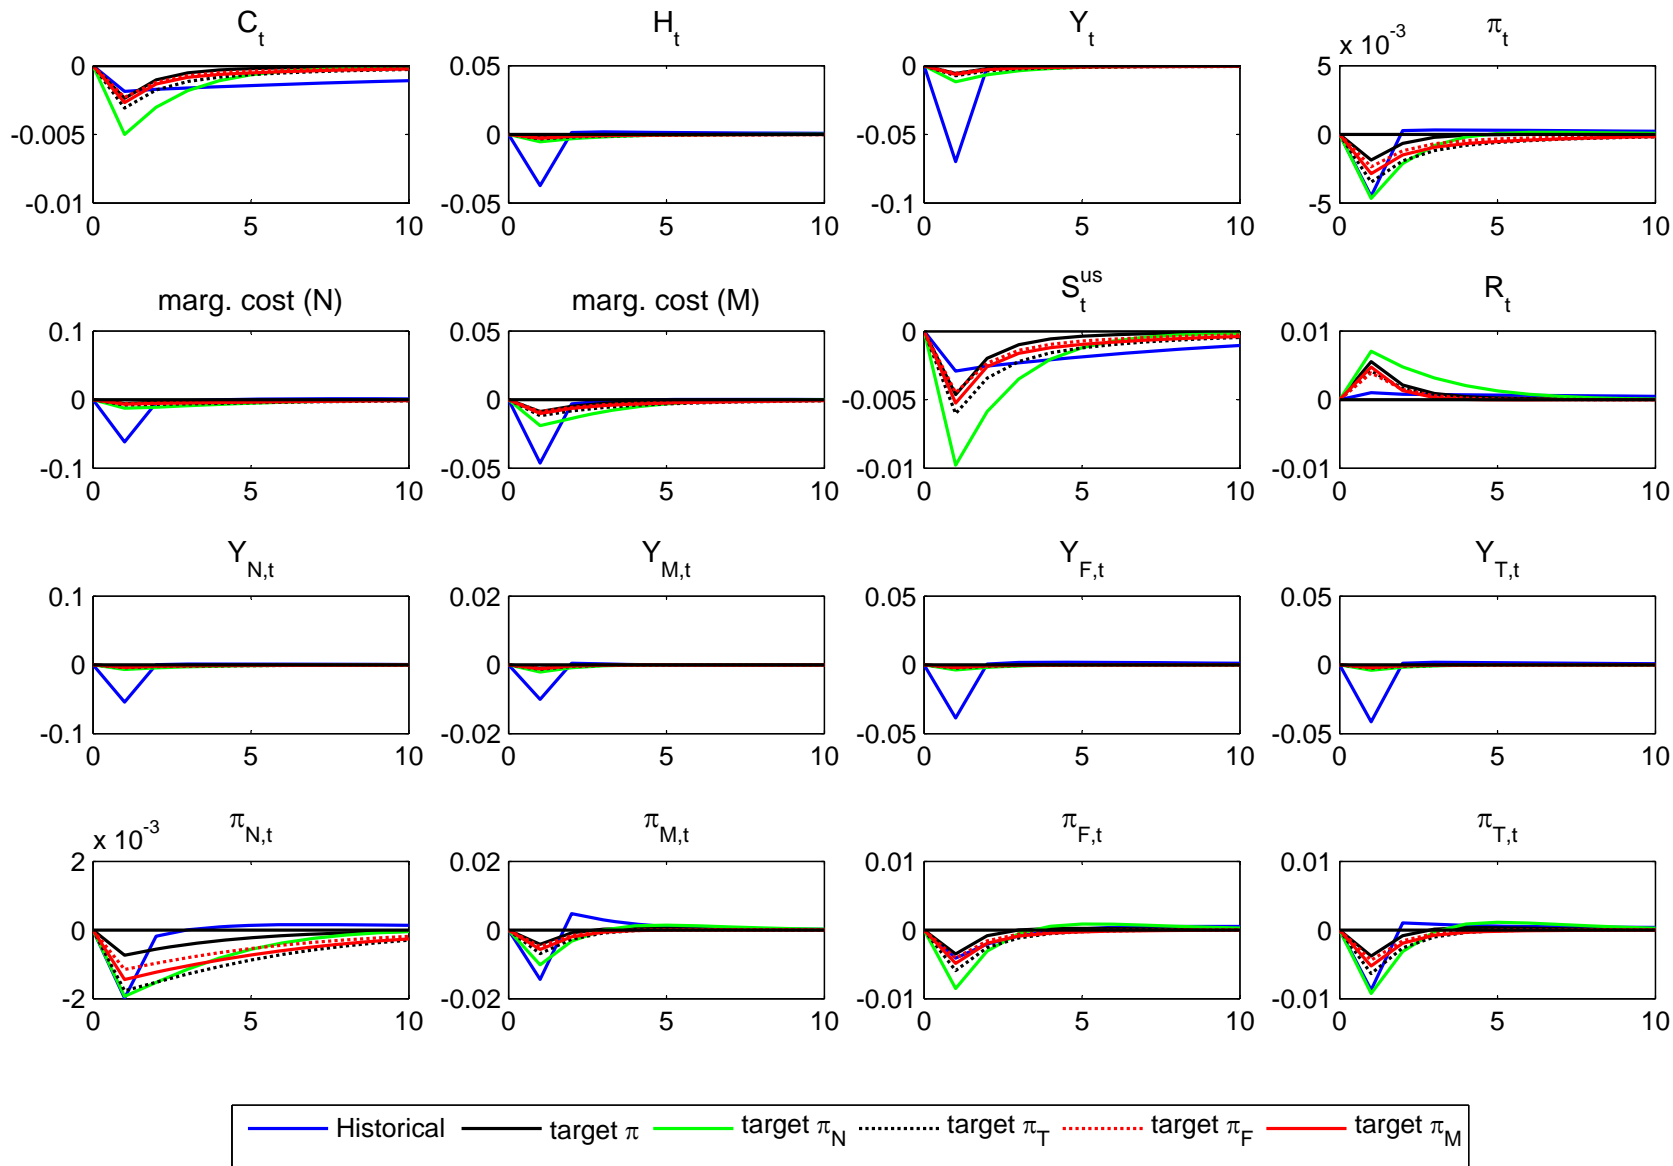 C_t H_t Y_t π_t
x 10^-3
0 0.05 0 5
-0.005 0 -0.05 0
-0.01 -0.05 -0.1 -5
0 5 10 0 5 10 0 5 10 0 5 10
marg. cost (N) marg. cost (M) S_t^us R_t
0.1 0.05 0 0.01
0 0 -0.005 0
-0.1 -0.05 -0.01 -0.01
0 5 10 0 5 10 0 5 10 0 5 10
Y_N,t Y_M,t Y_F,t Y_T,t
0.1 0.02 0.05 0.05
0 0 0 0
-0.1 -0.02 -0.05 -0.05
0 5 10 0 5 10 0 5 10 0 5 10
x 10^-3 π_N,t π_M,t π_F,t π_T,t
2 0.02 0.01 0.01
0 0 0 0
-2 -0.02 -0.01 -0.01
0 5 10 0 5 10 0 5 10 0 5 10
Historical target π target π_N target π_T target π_F target π_M